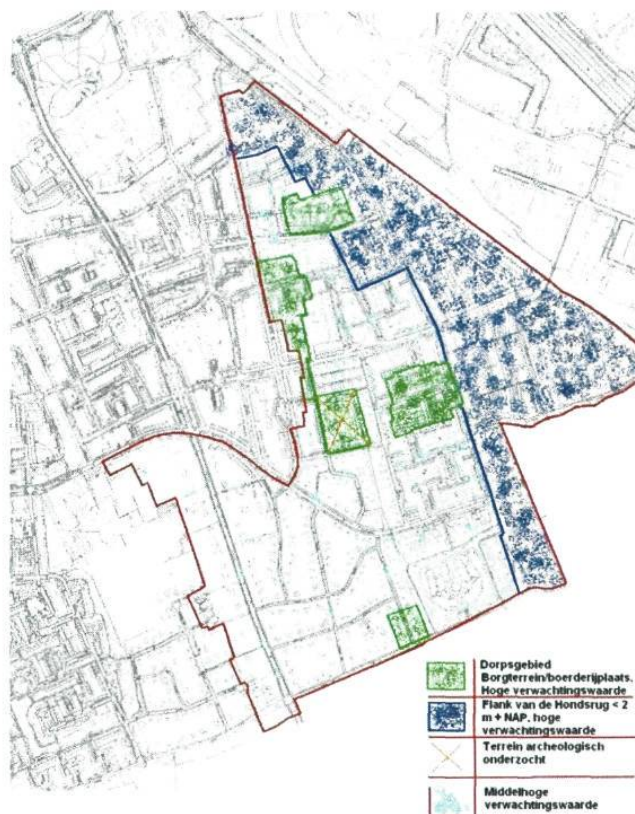 Dorpsgebied
Borgterrein/boerderijplaats.
Hoge verwachtingswaarde
Flank van de Hondsrug < 2
m + NAP. hoge
verwachtingswaarde
Terrein archeologisch
onderzocht
Middelhoge
verwachtingswaarde